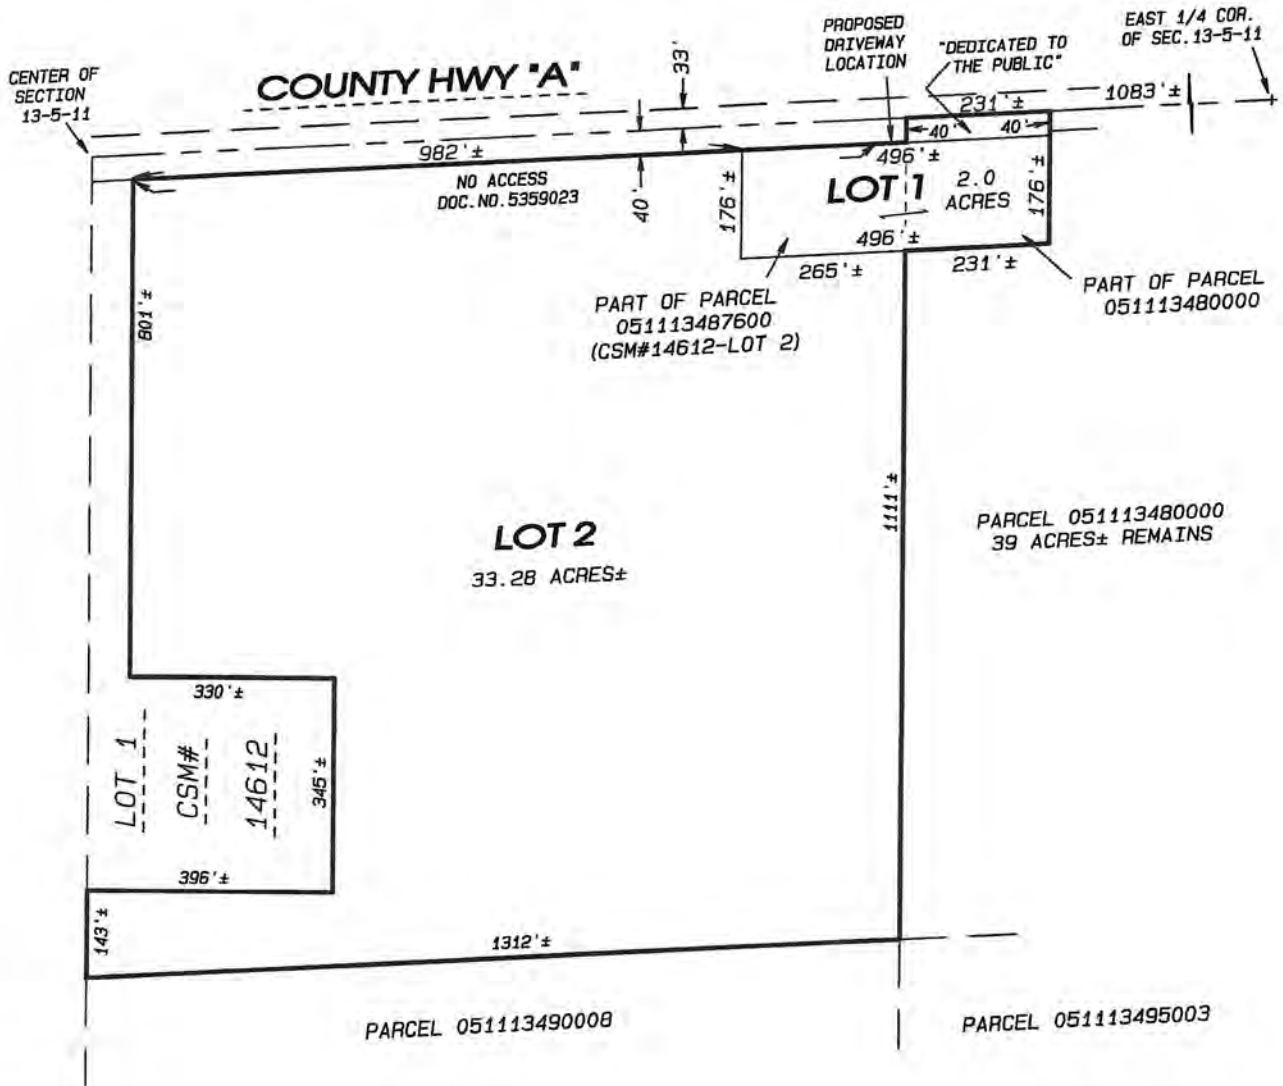 CENTER OF
SECTION
13-5-11
COUNTY HWY "A"
33'
PROPOSED
DRIVEWAY
LOCATION
"DEDICATED TO
THE PUBLIC"
EAST 1/4 COR.
OF SEC.13-5-11
231'±
1083'±
40'
40'
982'±
NO ACCESS
DOC.NO.5359023
40'
176'±
496'±
LOT 1
2.0
ACRES
176'±
496'±
265'±
231'±
PART OF PARCEL
051113487600
(CSM#14612-LOT 2)
PART OF PARCEL
051113480000
801'±
1111'±
LOT 2
33.28 ACRES±
PARCEL 051113480000
39 ACRES± REMAINS
330'±
LOT 1
CSM#
14612
345'±
396'±
143'±
1312'±
PARCEL 051113490008
PARCEL 051113495003